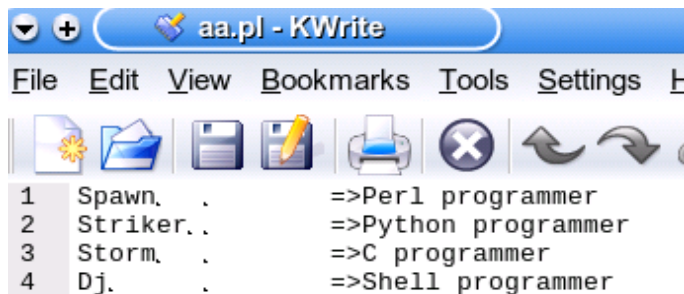 aa.pl - KWrite
File Edit View Bookmarks Tools Settings H
1 Spawn. . =>Perl programmer
2 Striker.. =>Python programmer
3 Storm. . =>C programmer
4 Dj. . =>Shell programmer